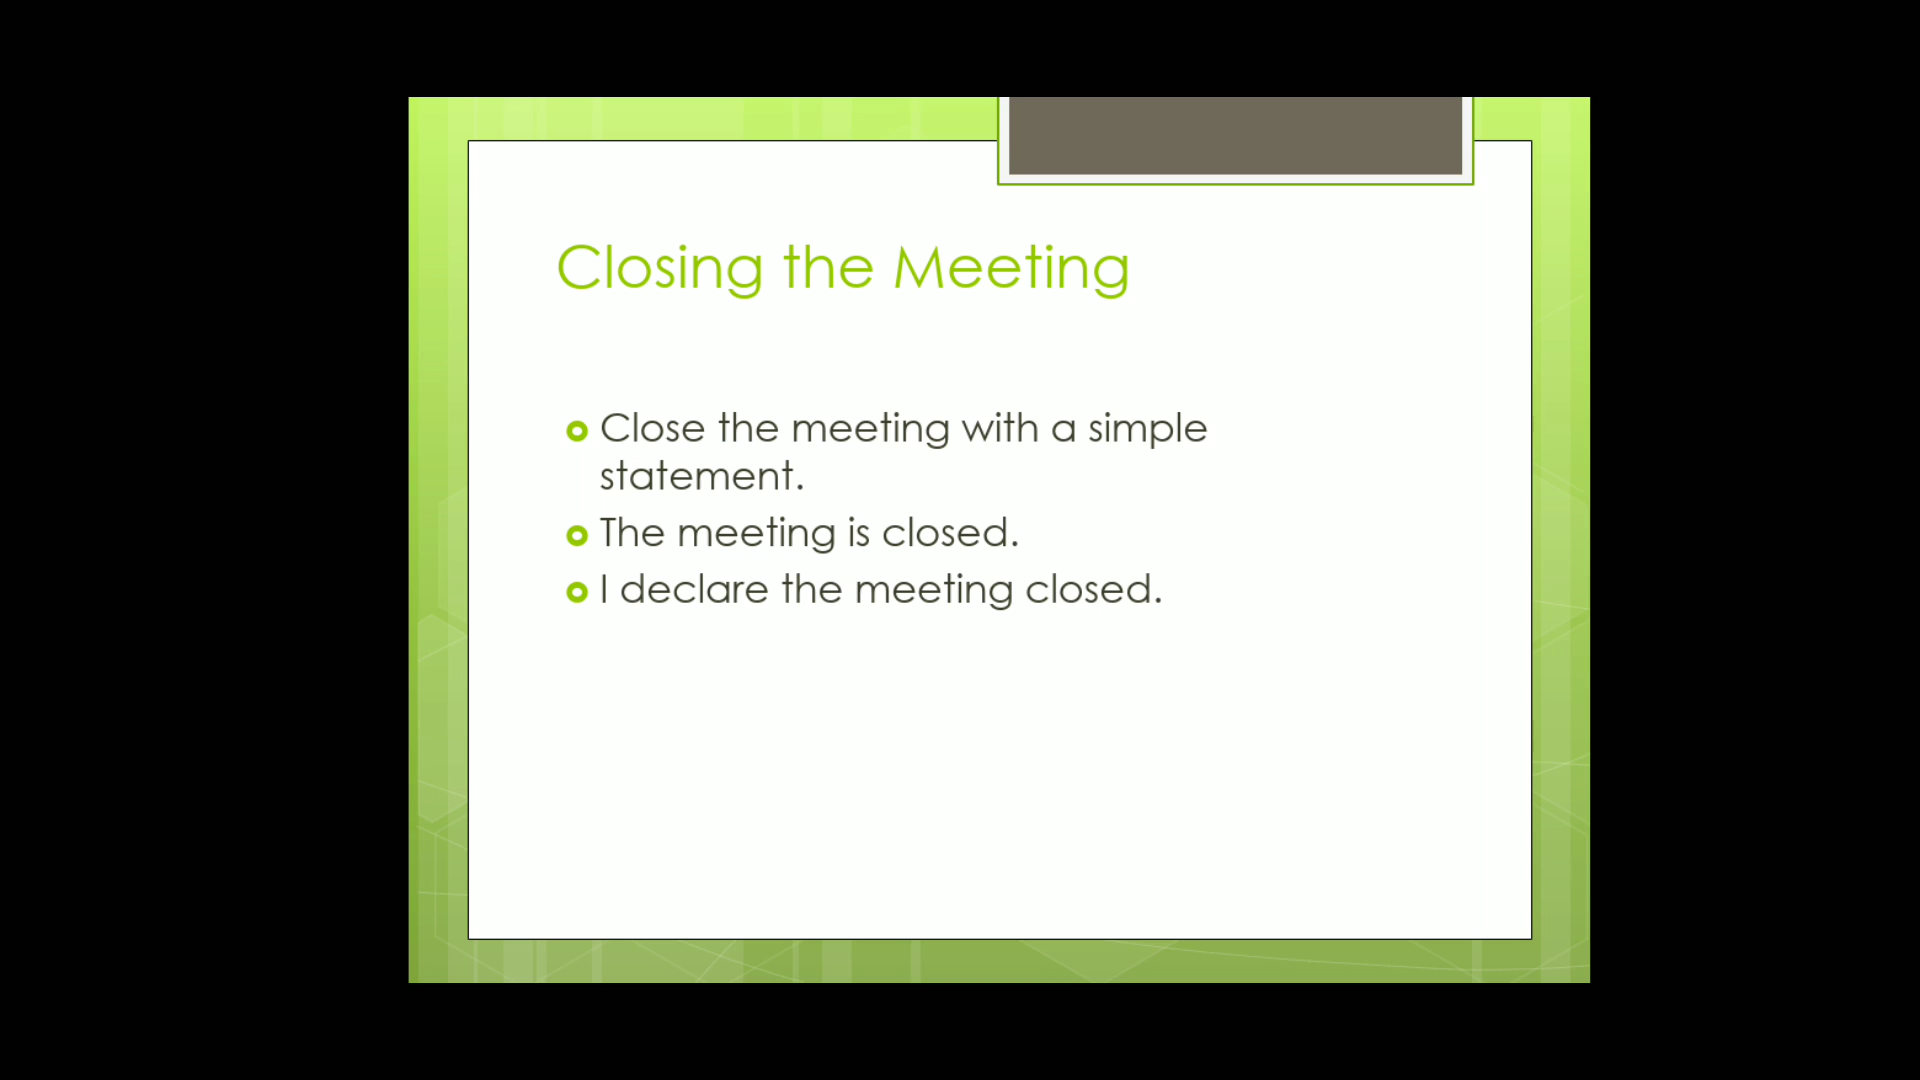 Closing the Meeting
Close the meeting with a simple
statement.
The meeting is closed.
I declare the meeting closed.